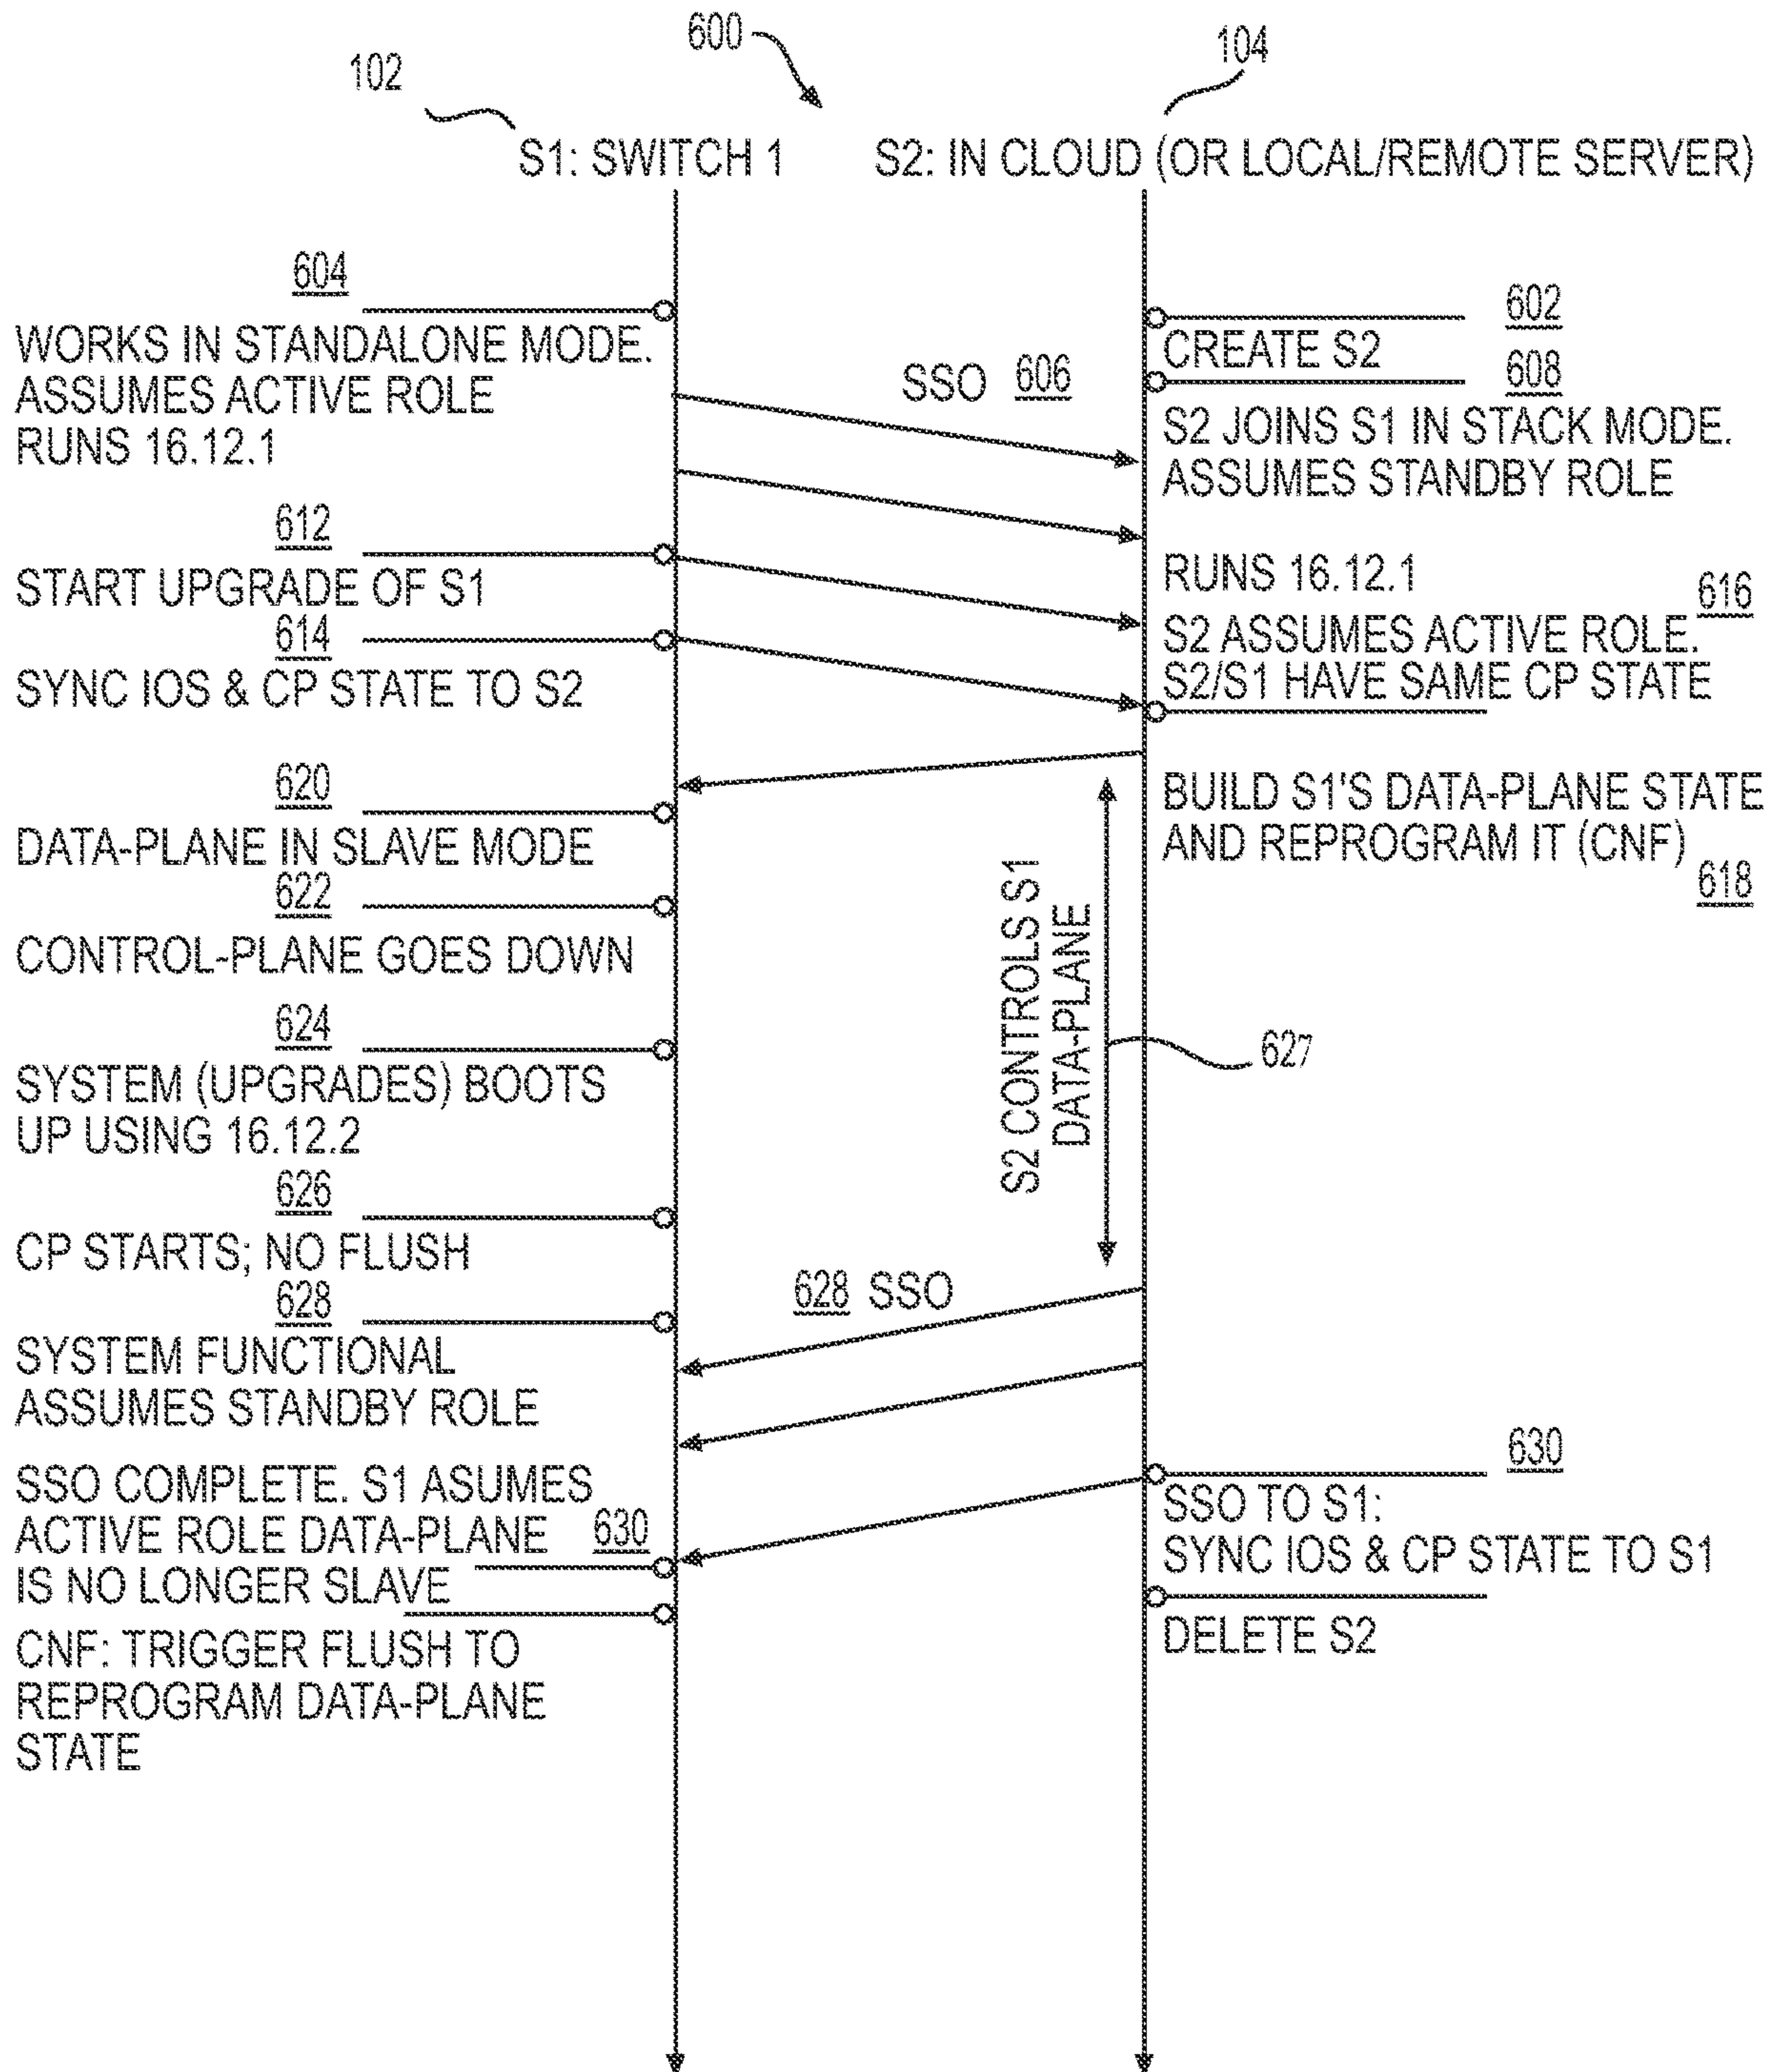 600
102
104
S1: SWITCH 1
S2: IN CLOUD (OR LOCAL/REMOTE SERVER)
604
WORKS IN STANDALONE MODE.
ASSUMES ACTIVE ROLE
RUNS 16.12.1
602
CREATE S2
SSO 606
608
S2 JOINS S1 IN STACK MODE.
ASSUMES STANDBY ROLE
612
START UPGRADE OF S1
RUNS 16.12.1
614
SYNC IOS & CP STATE TO S2
616
S2 ASSUMES ACTIVE ROLE.
S2/S1 HAVE SAME CP STATE
620
DATA-PLANE IN SLAVE MODE
BUILD S1'S DATA-PLANE STATE
AND REPROGRAM IT (CNF)
618
622
CONTROL-PLANE GOES DOWN
S2 CONTROLS S1
DATA-PLANE
627
624
SYSTEM (UPGRADES) BOOTS
UP USING 16.12.2
626
CP STARTS; NO FLUSH
628 SSO
628
SYSTEM FUNCTIONAL
ASSUMES STANDBY ROLE
630
SSO TO S1:
SYNC IOS & CP STATE TO S1
SSO COMPLETE. S1 ASUMES
ACTIVE ROLE DATA-PLANE 630
IS NO LONGER SLAVE
DELETE S2
CNF: TRIGGER FLUSH TO
REPROGRAM DATA-PLANE
STATE